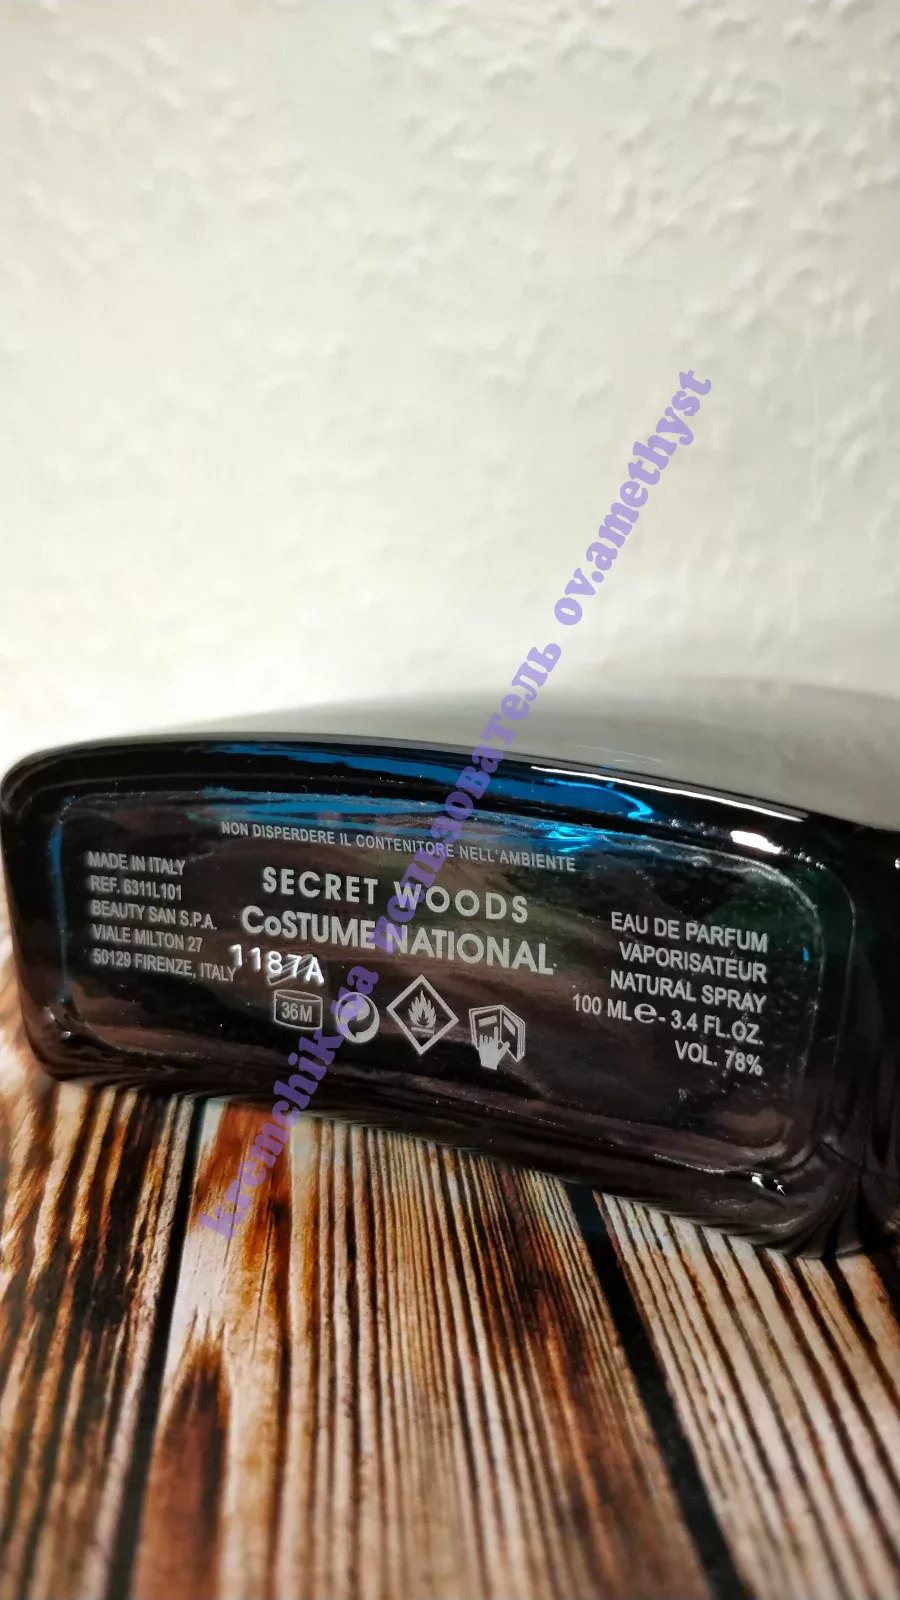 NON DISPERDERE IL CONTENITORE NELL'AMBIENTE
MADE IN ITALY
REF. 6311L101
BEAUTY SAN S.P.A.
VIALE MILTON 27
50129 FIRENZE, ITALY
SECRET WOODS
CoSTUME NATIONAL
1187A
36M
EAU DE PARFUM
VAPORISATEUR
NATURAL SPRAY
100 ML e - 3.4 FL.OZ.
VOL. 78%
kremchik.ua пользователь ov.amethyst